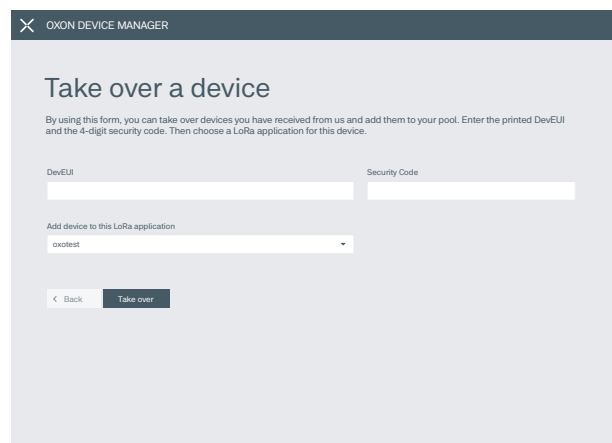 OXON DEVICE MANAGER
Take over a device
By using this form, you can take over devices you have received from us and add them to your pool. Enter the printed DevEUI
and the 4-digit security code. Then choose a LoRa application for this device.
DevEUI
Security Code
Add device to this LoRa application
oxotest
Back
Take over